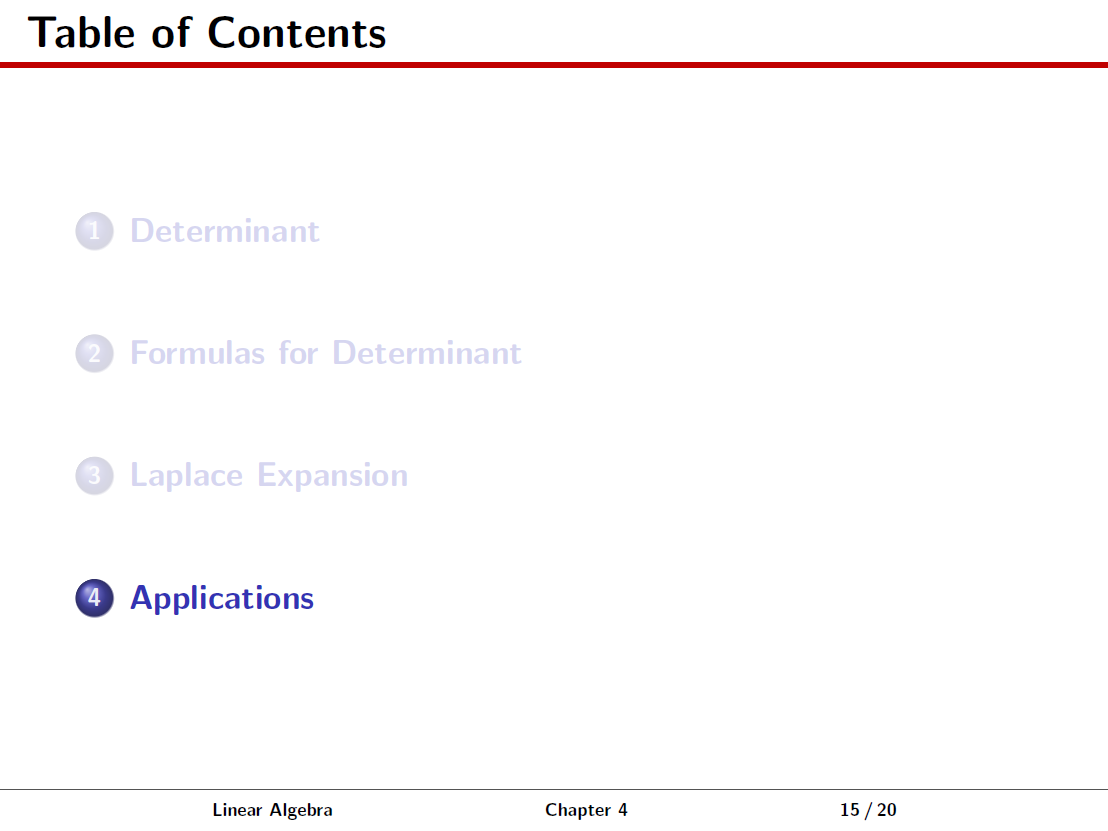 Table of Contents
1 Determinant
2 Formulas for Determinant
3 Laplace Expansion
4 Applications
Linear Algebra Chapter 4 15 / 20